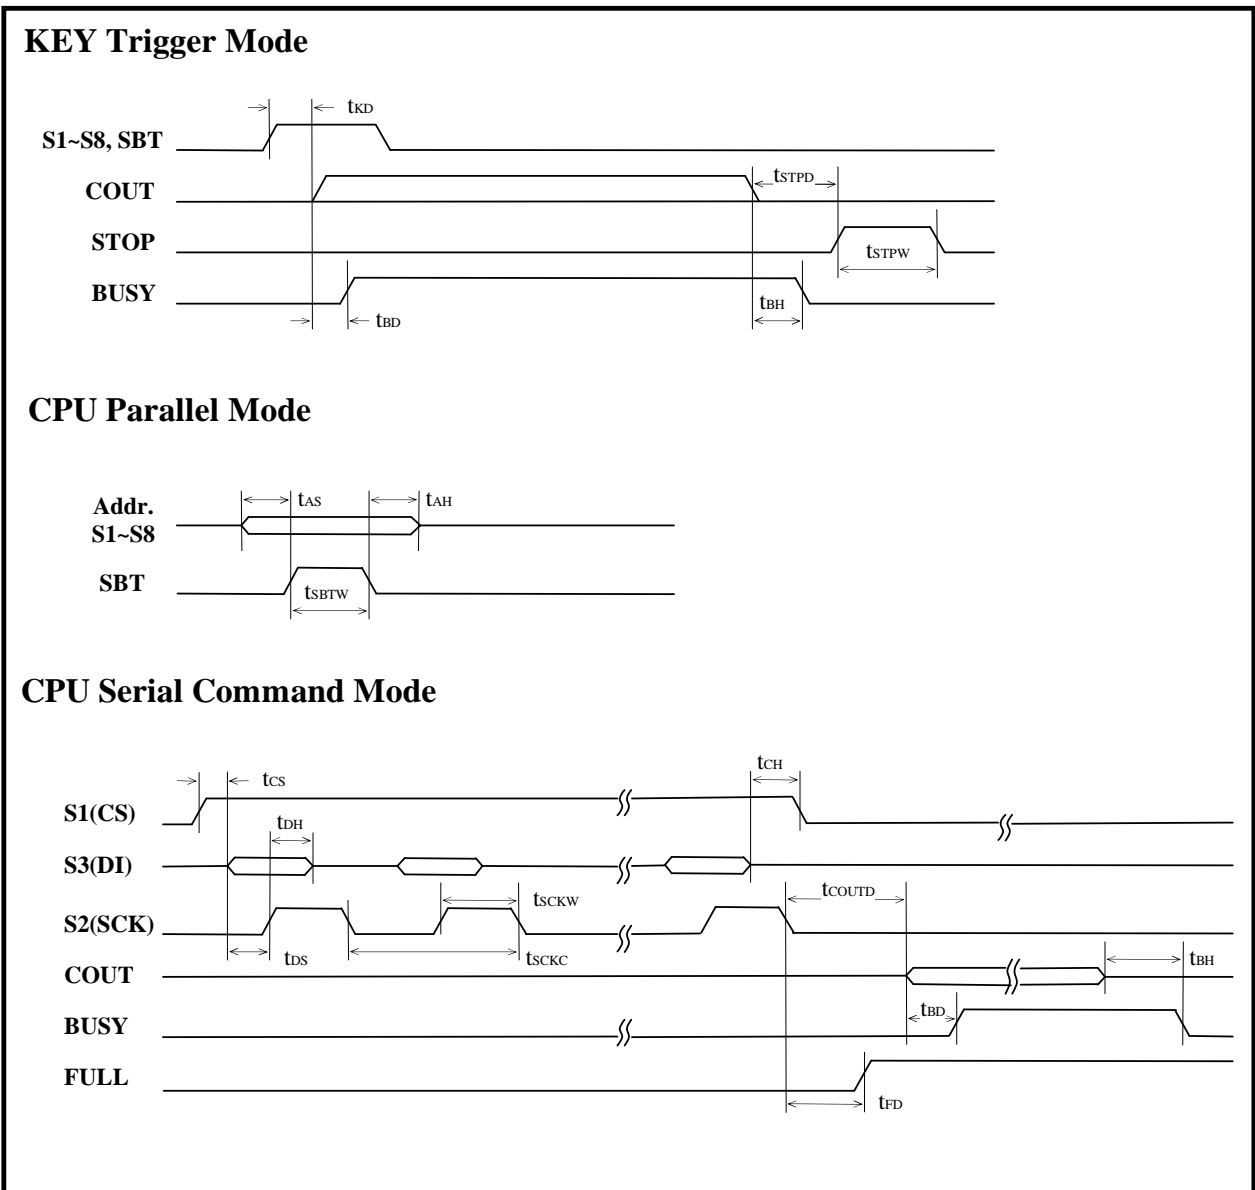 KEY Trigger Mode
tKD
S1~S8, SBT
COUT
tSTPD
STOP
tSTPW
BUSY
tBH
tBD
CPU Parallel Mode
Addr.
S1~S8
tAS
tAH
SBT
tSBTW
CPU Serial Command Mode
tCS
tCH
S1(CS)
tDH
S3(DI)
tSCKW
tCOUTD
S2(SCK)
tDS
tSCKC
COUT
tBH
BUSY
tBD
FULL
tFD